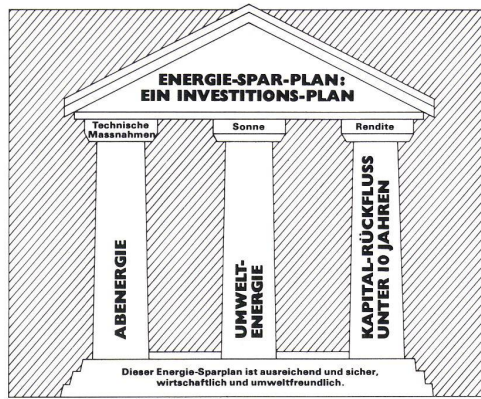 ENERGIE-SPAR-PLAN:
EIN INVESTITIONS-PLAN
Technische
Massnahmen
Sonne
Rendite
ABENERGIE
UMWELT-
ENERGIE
KAPITAL-RÜCKFLUSS
UNTER 10 JAHREN
Dieser Energie-Sparplan ist ausreichend und sicher,
wirtschaftlich und umweltfreundlich.